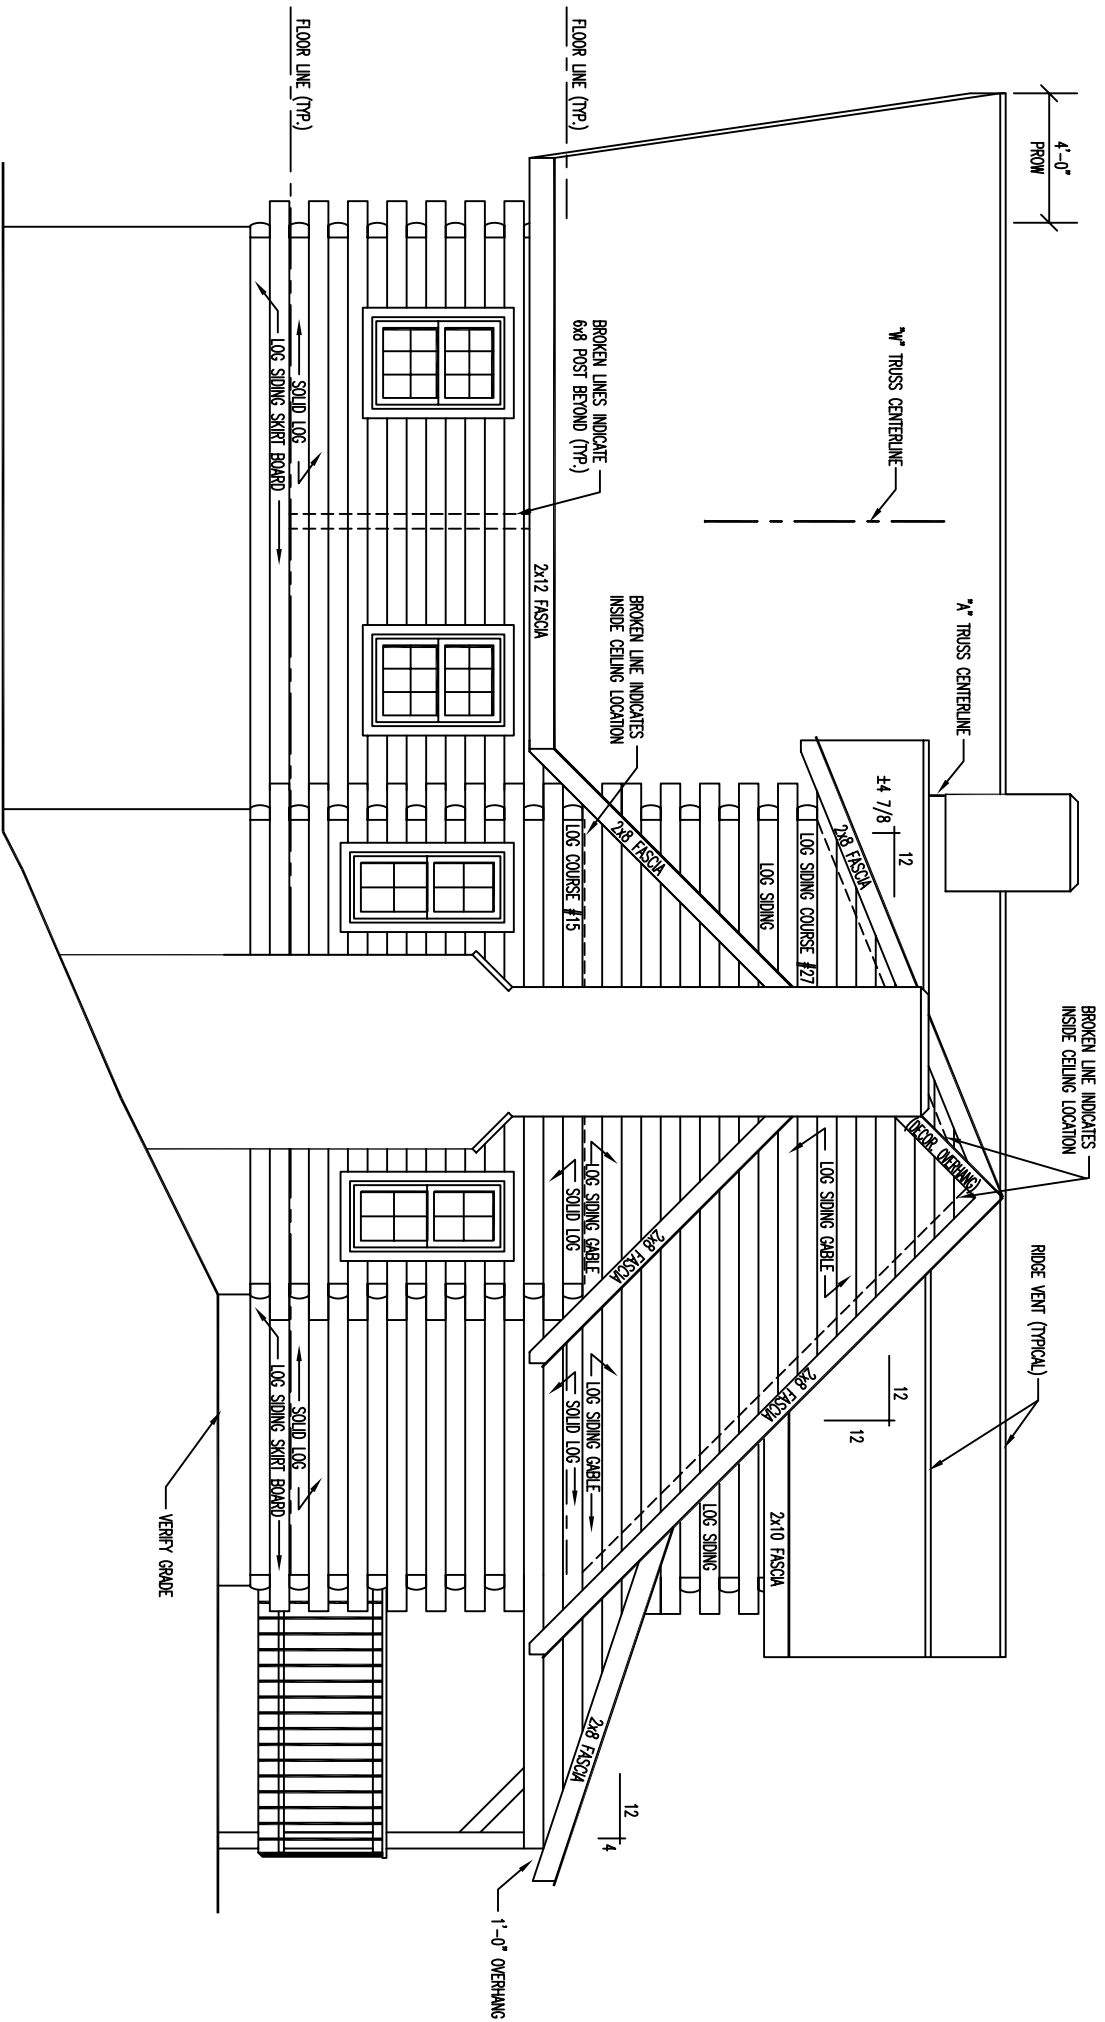 4'-0"
PROW
"W" TRUSS CENTERLINE
"A" TRUSS CENTERLINE
BROKEN LINE INDICATES
INSIDE CEILING LOCATION
RIDGE VENT (TYPICAL)
±4 7/8
12
2x8 FASCIA
(DECOR. OVERHANG)
LOG SIDING COURSE #27
LOG SIDING
LOG SIDING GABLE
12
12
2x10 FASCIA
LOG SIDING
FLOOR LINE (TYP.)
BROKEN LINES INDICATE
6x8 POST BEYOND (TYP.)
2x12 FASCIA
BROKEN LINE INDICATES
INSIDE CEILING LOCATION
2x8 FASCIA
LOG COURSE #15
LOG SIDING GABLE
SOLID LOG
2x8 FASCIA
LOG SIDING GABLE
SOLID LOG
2x8 FASCIA
2x8 FASCIA
12
4
1'-0" OVERHANG
FLOOR LINE (TYP.)
SOLID LOG
LOG SIDING SKIRT BOARD
SOLID LOG
LOG SIDING SKIRT BOARD
VERIFY GRADE